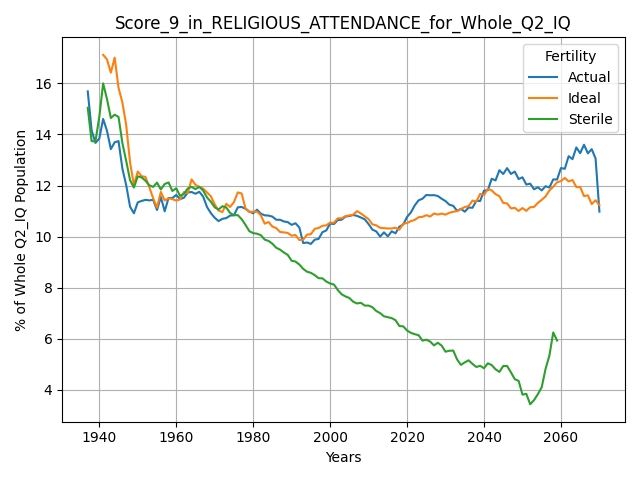 Score_9_in_RELIGIOUS_ATTENDANCE_for_Whole_Q2_IQ
Fertility
Actual
Ideal
Sterile
% of Whole Q2_IQ Population
16
14
12
10
8
6
4
1940 1960 1980 2000 2020 2040 2060
Years